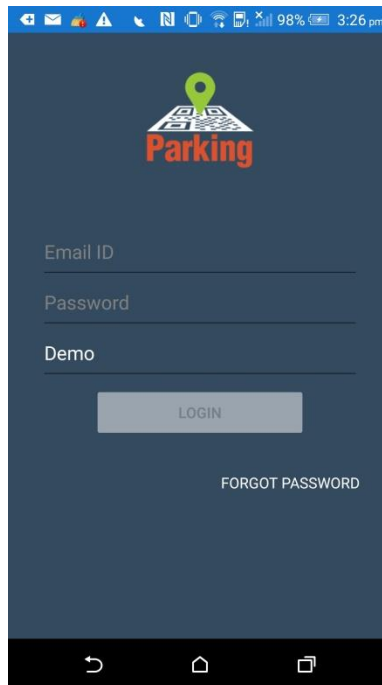 98% 3:26 pm
Parking
Email ID
Password
Demo
LOGIN
FORGOT PASSWORD